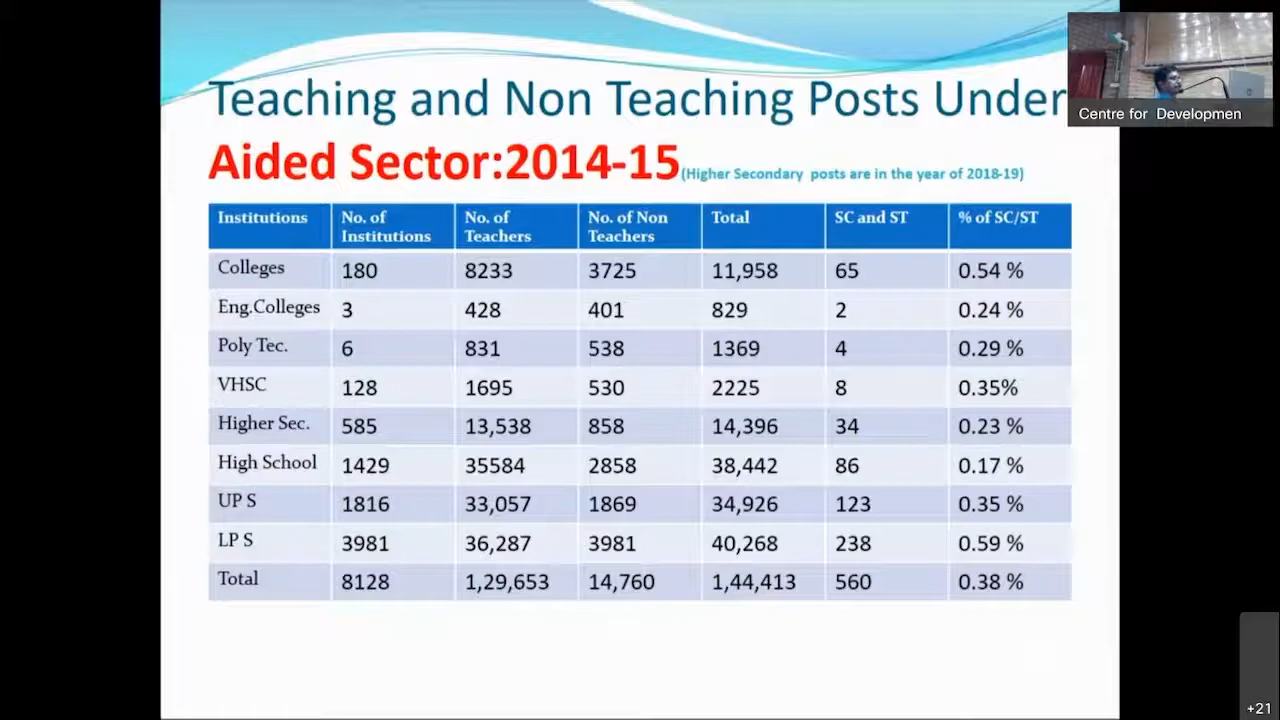 Teaching and Non Teaching Posts Under
Aided Sector:2014-15(Higher Secondary posts are in the year of 2018-19)
Centre for Developmen
Institutions No. of Institutions No. of Teachers No. of Non Teachers Total SC and ST % of SC/ST
Colleges 180 8233 3725 11,958 65 0.54 %
Eng.Colleges 3 428 401 829 2 0.24 %
Poly Tec. 6 831 538 1369 4 0.29 %
VHSC 128 1695 530 2225 8 0.35%
Higher Sec. 585 13,538 858 14,396 34 0.23 %
High School 1429 35584 2858 38,442 86 0.17 %
UP S 1816 33,057 1869 34,926 123 0.35 %
LP S 3981 36,287 3981 40,268 238 0.59 %
Total 8128 1,29,653 14,760 1,44,413 560 0.38 %
+21